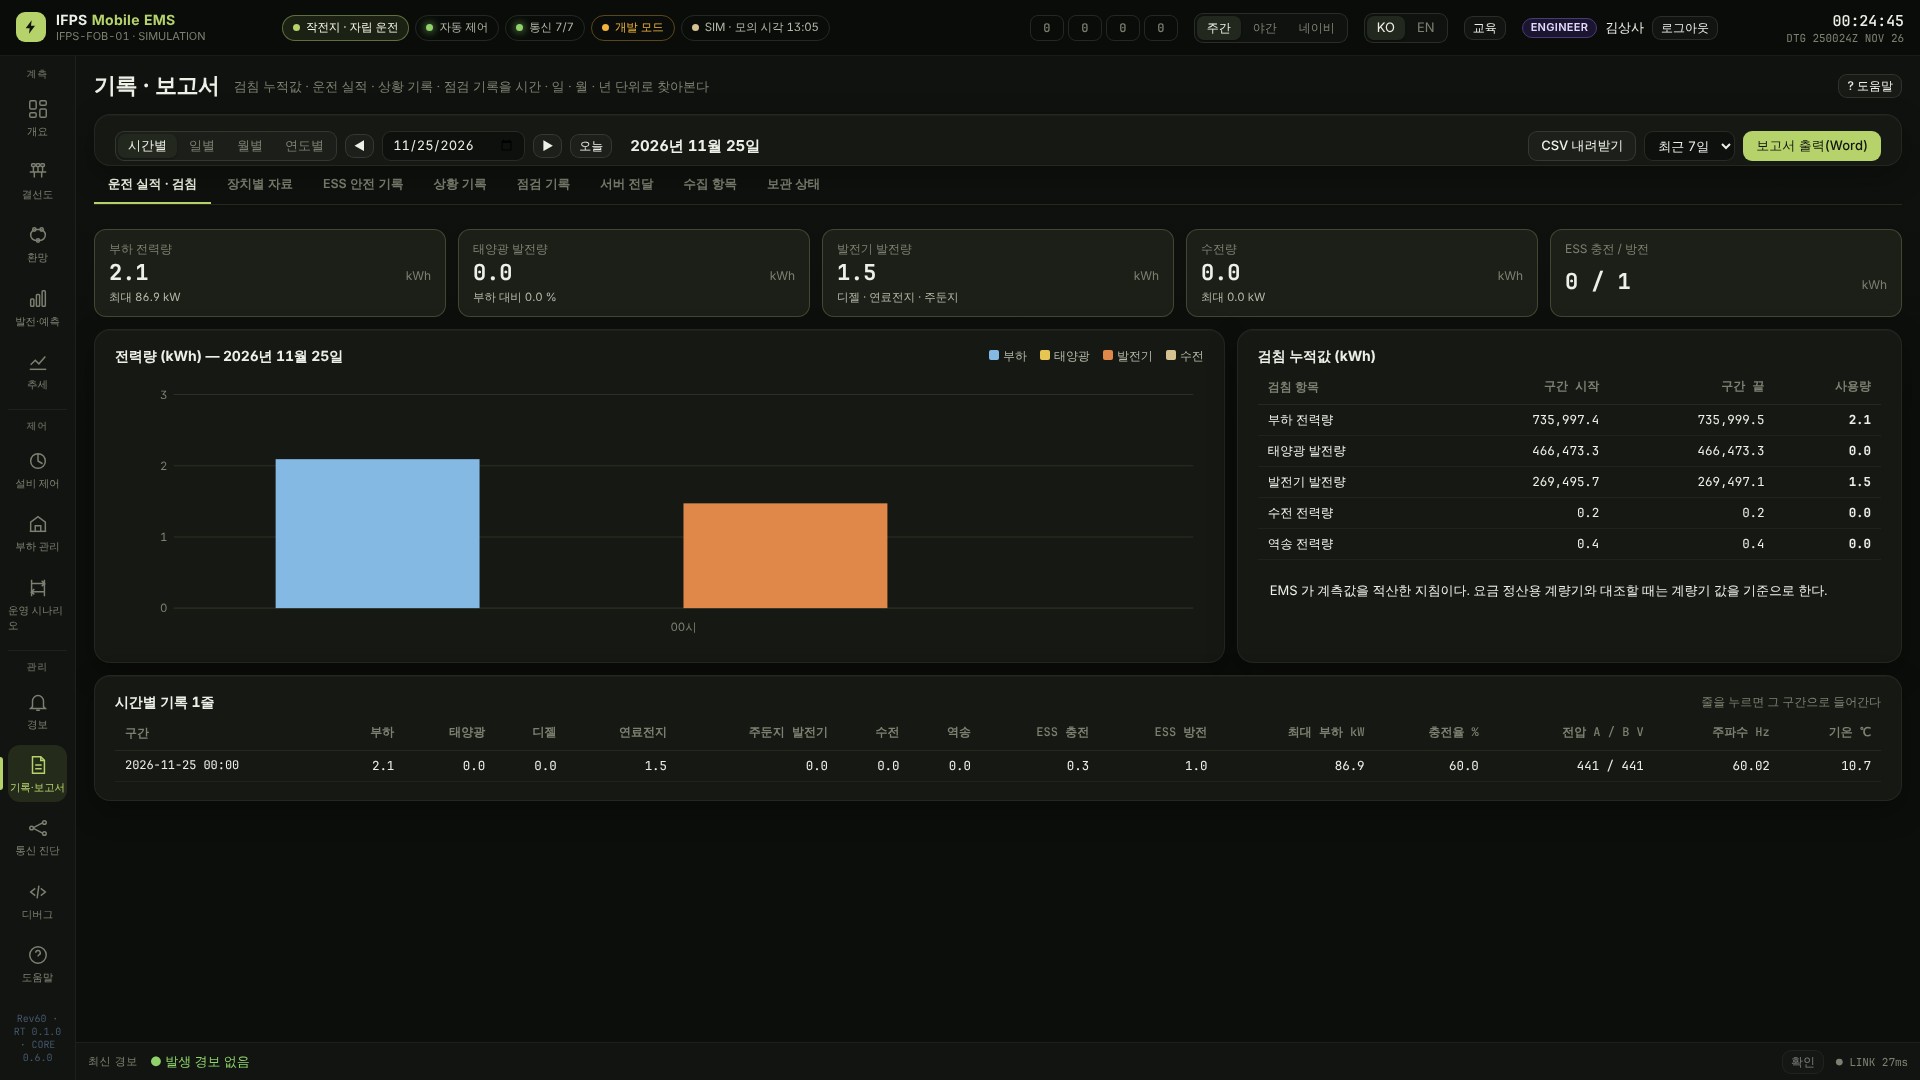 IFPS Mobile EMS
IFPS-FOB-01 · SIMULATION
작전지 · 자립 운전
자동 제어
통신 7/7
개발 모드
SIM · 모의 시각 13:05
0 0 0 0
주간 야간 네이비
KO EN
교육
ENGINEER 김상사 로그아웃
00:24:45
DTG 250024Z NOV 26
계측
개요
결선도
환망
발전·예측
추세
제어
설비 제어
부하 관리
운영 시나리
오
관리
경보
기록·보고서
통신 진단
디버그
도움말
Rev60 ·
RT 0.1.0
· CORE
0.6.0
기록 · 보고서
검침 누적값 · 운전 실적 · 상황 기록 · 점검 기록을 시간 · 일 · 월 · 년 단위로 찾아본다
? 도움말
시간별 일별 월별 연도별 ◀ 11/25/2026 ▶ 오늘 2026년 11월 25일
CSV 내려받기 최근 7일 보고서 출력(Word)
운전 실적 · 검침 장치별 자료 ESS 안전 기록 상황 기록 점검 기록 서버 전달 수집 항목 보관 상태
부하 전력량
2.1 kWh
최대 86.9 kW
태양광 발전량
0.0 kWh
부하 대비 0.0 %
발전기 발전량
1.5 kWh
디젤 · 연료전지 · 주둔지
수전량
0.0 kWh
최대 0.0 kW
ESS 충전 / 방전
0 / 1 kWh
전력량 (kWh) — 2026년 11월 25일
부하 태양광 발전기 수전
3
2
1
0
00시
검침 누적값 (kWh)
검침 항목 구간 시작 구간 끝 사용량
부하 전력량 735,997.4 735,999.5 2.1
태양광 발전량 466,473.3 466,473.3 0.0
발전기 발전량 269,495.7 269,497.1 1.5
수전 전력량 0.2 0.2 0.0
역송 전력량 0.4 0.4 0.0
EMS 가 계측값을 적산한 지침이다. 요금 정산용 계량기와 대조할 때는 계량기 값을 기준으로 한다.
시간별 기록 1줄
줄을 누르면 그 구간으로 들어간다
구간 부하 태양광 디젤 연료전지 주둔지 발전기 수전 역송 ESS 충전 ESS 방전 최대 부하 kW 충전율 % 전압 A / B V 주파수 Hz 기온 ℃
2026-11-25 00:00 2.1 0.0 0.0 1.5 0.0 0.0 0.0 0.3 1.0 86.9 60.0 441 / 441 60.02 10.7
최신 경보 발생 경보 없음
확인 LINK 27ms